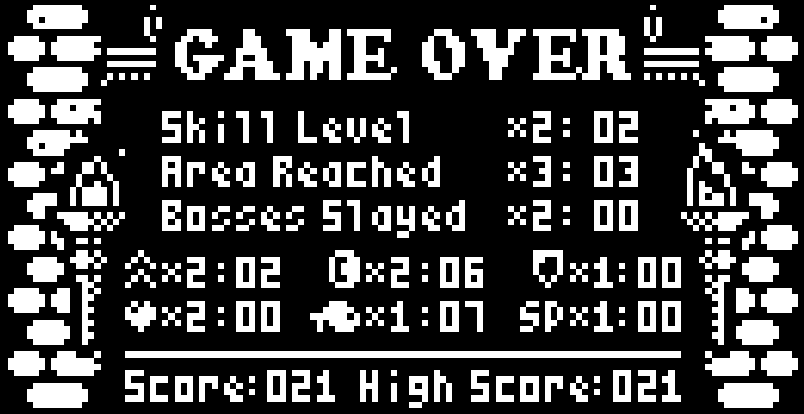 GAME OVER
Skill Level ×2: 02
Area Reached ×3: 03
Bosses Slayed ×2: 00
×2:02 ×2:06 ×1:00
×2:00 ×1:07 SP×1:00
Score:021 High Score:021